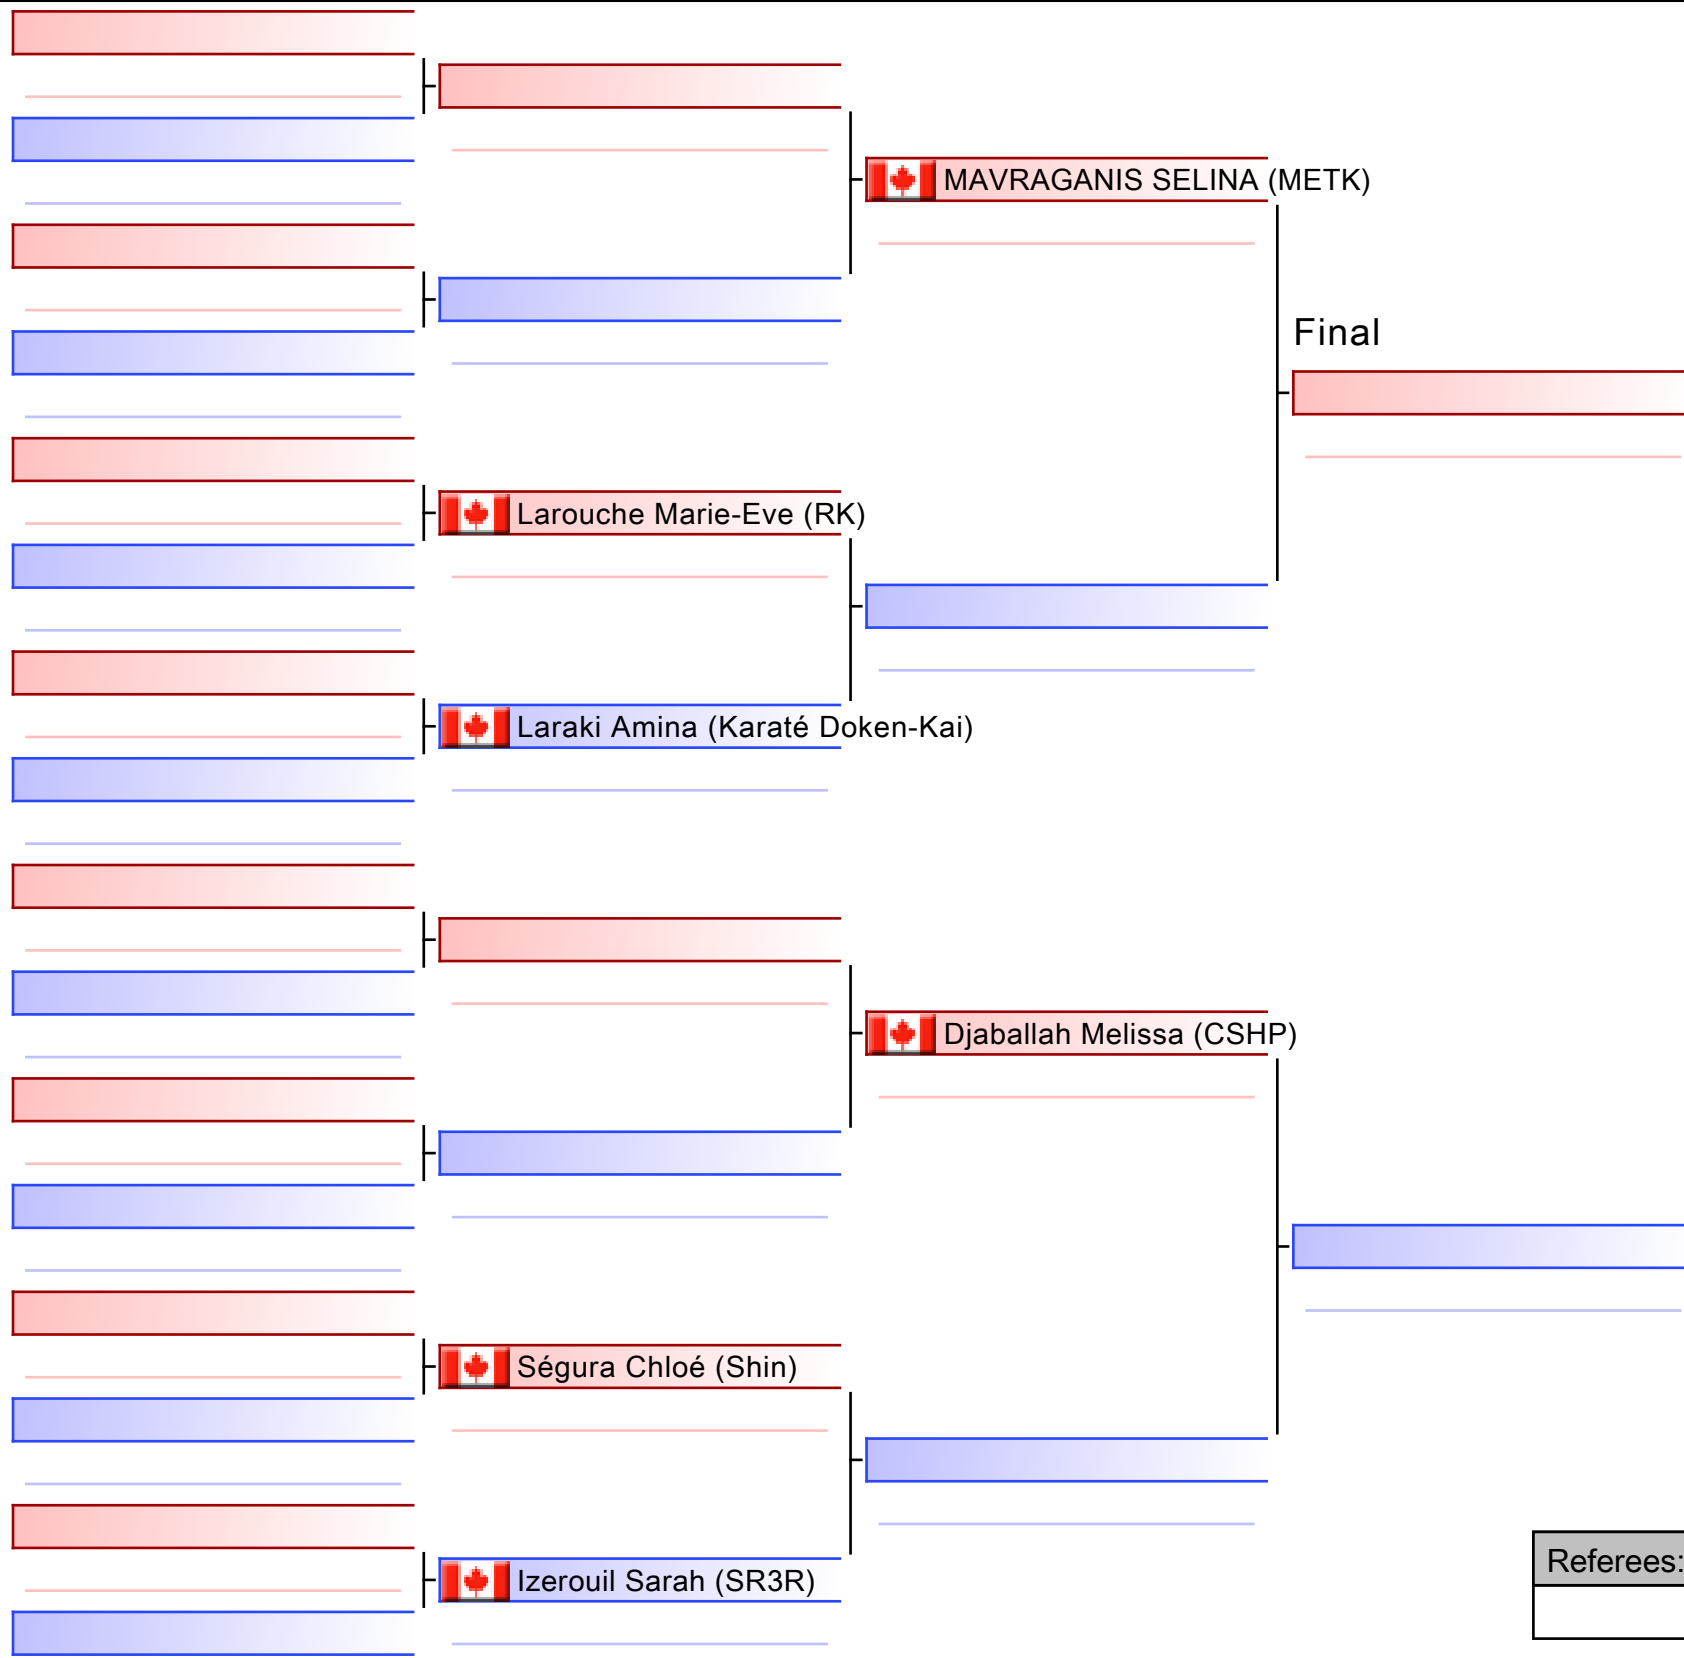 MAVRAGANIS SELINA (METK)
Final
Larouche Marie-Eve (RK)
Laraki Amina (Karaté Doken-Kai)
Djaballah Melissa (CSHP)
Ségura Chloé (Shin)
Izerouil Sarah (SR3R)
Referees: